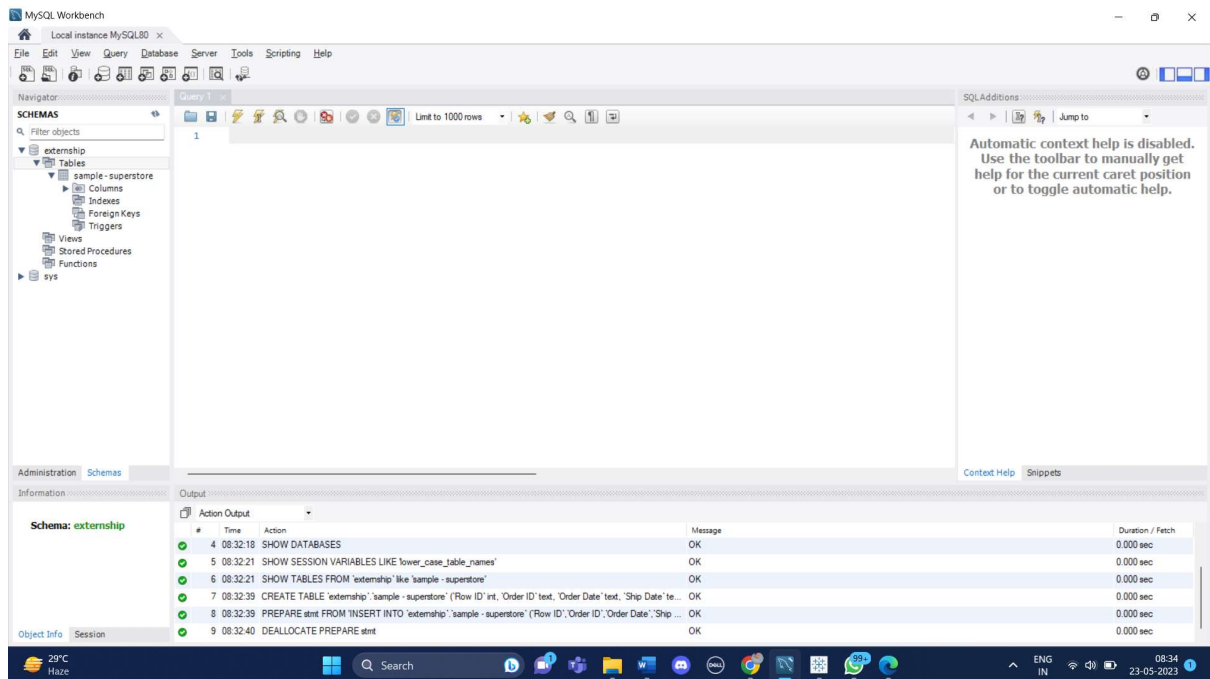 MySQL Workbench
Local instance MySQL80
File Edit View Query Database Server Tools Scripting Help
Navigator
SCHEMAS
Filter objects
externship
Tables
sample - superstore
Columns
Indexes
Foreign Keys
Triggers
Views
Stored Procedures
Functions
sys
Administration Schemas
Information
Schema: externship
Object Info Session
Query 1
Limit to 1000 rows
1
SQLAdditions
Jump to
Automatic context help is disabled.
Use the toolbar to manually get
help for the current caret position
or to toggle automatic help.
Context Help Snippets
Output
Action Output
# Time Action Message Duration / Fetch
4 08:32:18 SHOW DATABASES OK 0.000 sec
5 08:32:21 SHOW SESSION VARIABLES LIKE 'lower_case_table_names' OK 0.000 sec
6 08:32:21 SHOW TABLES FROM `externship` like 'sample - superstore' OK 0.000 sec
7 08:32:39 CREATE TABLE `externship`.`sample - superstore` (`Row ID` int, `Order ID` text, `Order Date` text, `Ship Date` te... OK 0.000 sec
8 08:32:39 PREPARE stmt FROM 'INSERT INTO `externship`.`sample - superstore` (`Row ID`,`Order ID`,`Order Date`,`Ship ... OK 0.000 sec
9 08:32:40 DEALLOCATE PREPARE stmt OK 0.000 sec
29°C
Haze
Search
99+
ENG
IN
08:34
23-05-2023
1